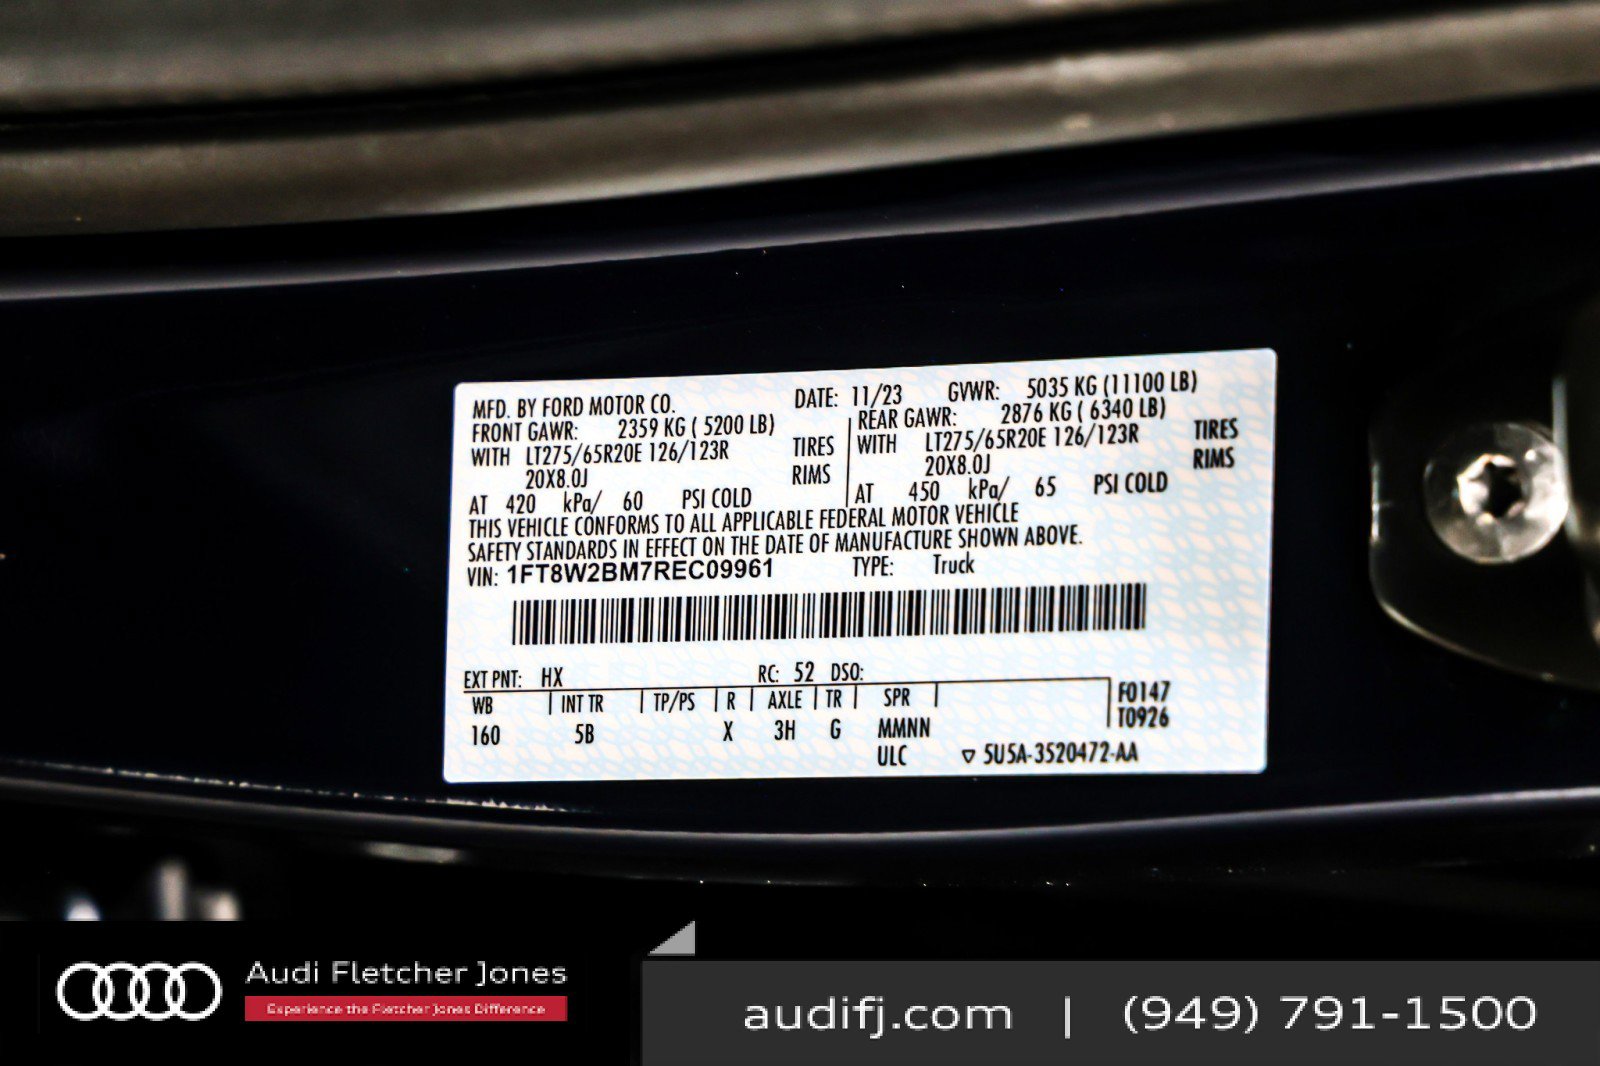 MFD. BY FORD MOTOR CO. DATE: 11/23 GVWR: 5035 KG (11100 LB)
FRONT GAWR: 2359 KG ( 5200 LB) REAR GAWR: 2876 KG ( 6340 LB)
WITH LT275/65R20E 126/123R TIRES WITH LT275/65R20E 126/123R TIRES
20X8.0J RIMS 20X8.0J RIMS
AT 420 kPa/ 60 PSI COLD AT 450 kPa/ 65 PSI COLD
THIS VEHICLE CONFORMS TO ALL APPLICABLE FEDERAL MOTOR VEHICLE
SAFETY STANDARDS IN EFFECT ON THE DATE OF MANUFACTURE SHOWN ABOVE.
VIN: 1FT8W2BM7REC09961 TYPE: Truck
EXT PNT: HX RC: 52 DSO:
WB INT TR TP/PS R AXLE TR SPR F0147
160 5B X 3H G MMNN T0926
ULC ▽ 5U5A-3520472-AA
Audi Fletcher Jones
Experience the Fletcher Jones Difference
audifj.com | (949) 791-1500